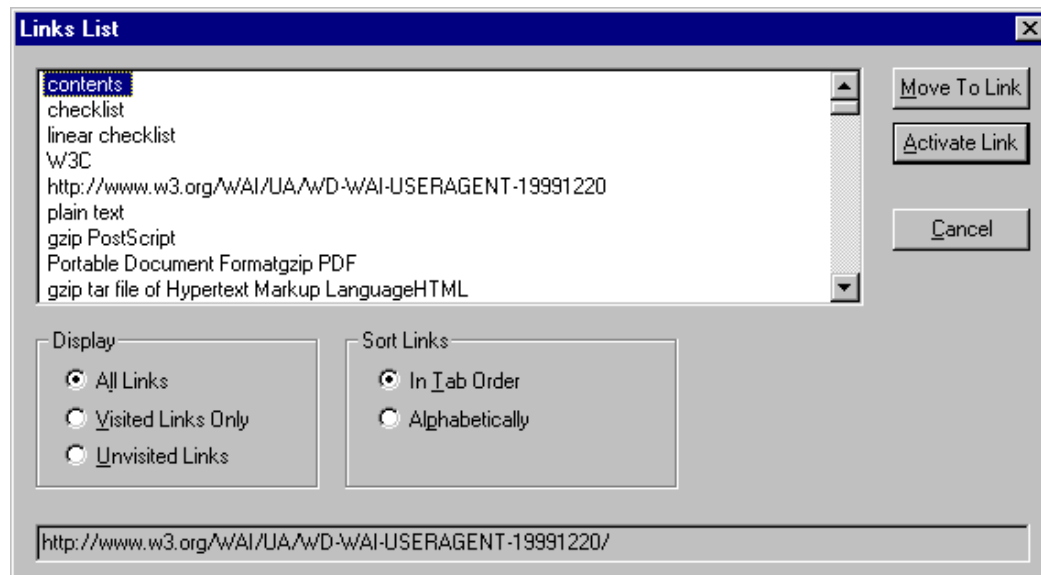 Links List
contents
checklist
linear checklist
W3C
http://www.w3.org/WAI/UA/WD-WAI-USERAGENT-19991220
plain text
gzip PostScript
Portable Document Formatgzip PDF
gzip tar file of Hypertext Markup LanguageHTML
Move To Link
Activate Link
Cancel
Display
All Links
Visited Links Only
Unvisited Links
Sort Links
In Tab Order
Alphabetically
http://www.w3.org/WAI/UA/WD-WAI-USERAGENT-19991220/